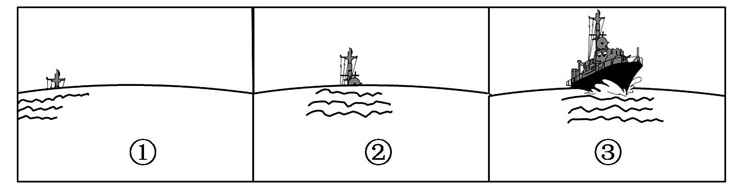 ① ② ③